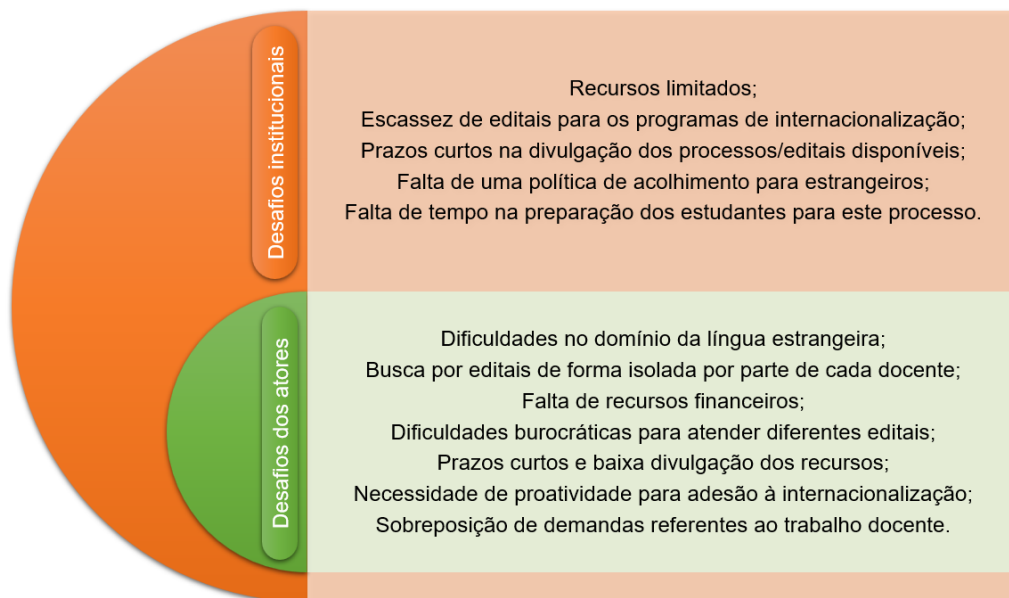 Desafios institucionais
Recursos limitados;
Escassez de editais para os programas de internacionalização;
Prazos curtos na divulgação dos processos/editais disponíveis;
Falta de uma política de acolhimento para estrangeiros;
Falta de tempo na preparação dos estudantes para este processo.
Desafios dos atores
Dificuldades no domínio da língua estrangeira;
Busca por editais de forma isolada por parte de cada docente;
Falta de recursos financeiros;
Dificuldades burocráticas para atender diferentes editais;
Prazos curtos e baixa divulgação dos recursos;
Necessidade de proatividade para adesão à internacionalização;
Sobreposição de demandas referentes ao trabalho docente.